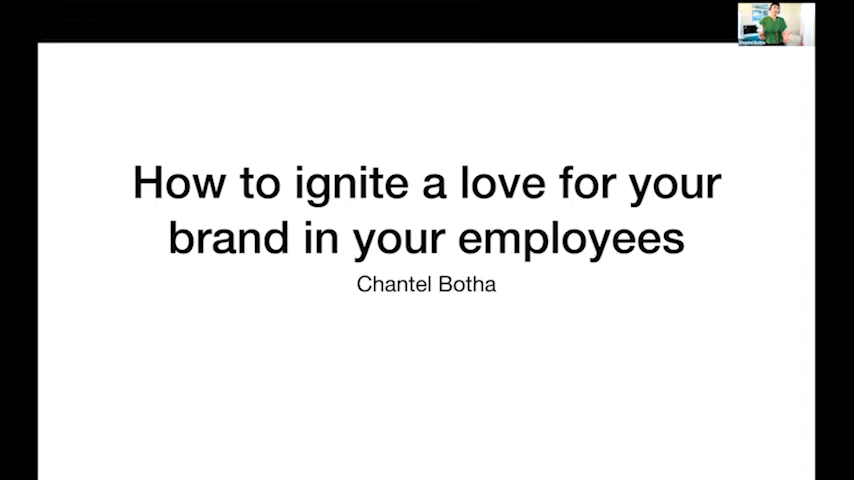 How to ignite a love for your
brand in your employees
Chantel Botha